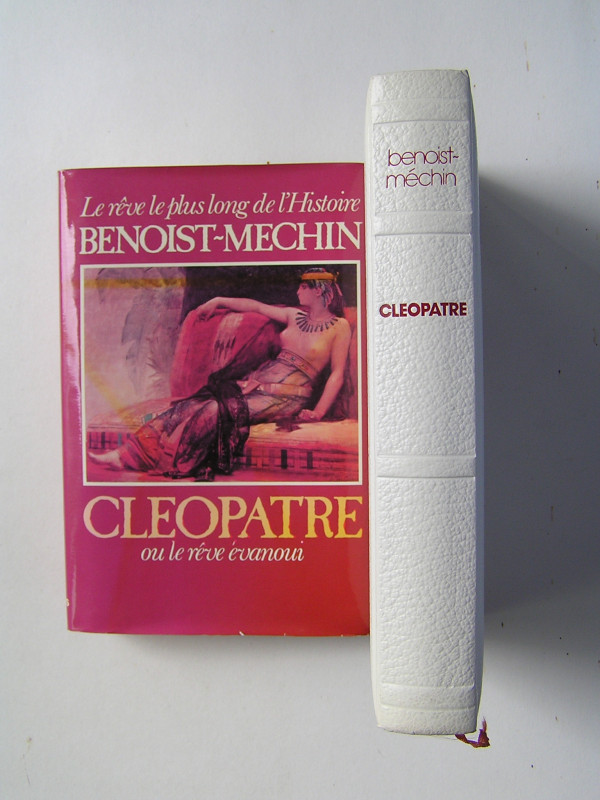 Le rêve le plus long de l'Histoire
BENOIST-MECHIN
CLEOPATRE
ou le rêve évanoui
benoist-
méchin
CLEOPATRE